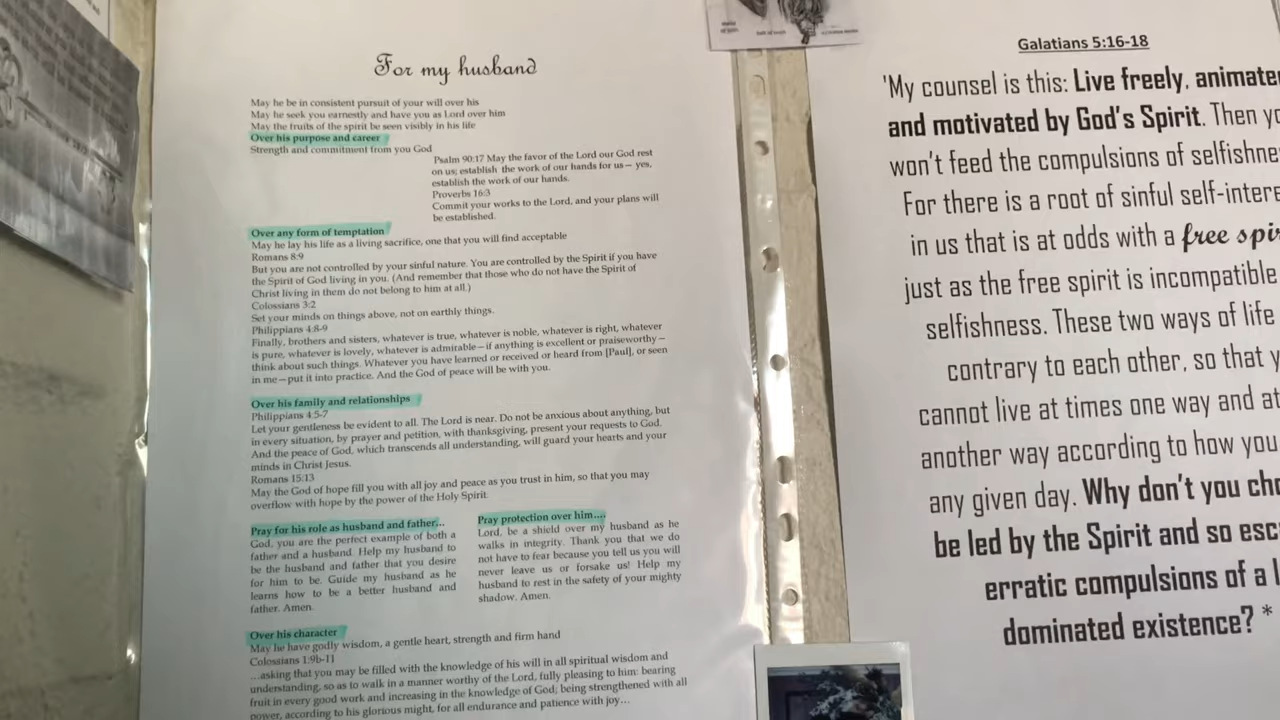 For my husband
May he be in consistent pursuit of your will over his
May he seek you earnestly and have you as Lord over him
May the fruits of the spirit be seen visibly in his life
Over his purpose and career
Strength and commitment from you God
Psalm 90:17 May the favor of the Lord our God rest
on us; establish the work of our hands for us— yes,
establish the work of our hands.
Proverbs 16:3
Commit your works to the Lord, and your plans will
be established.
Over any form of temptation
May he lay his life as a living sacrifice, one that you will find acceptable
Romans 8:9
But you are not controlled by your sinful nature. You are controlled by the Spirit if you have
the Spirit of God living in you. (And remember that those who do not have the Spirit of
Christ living in them do not belong to him at all.)
Colossians 3:2
Set your minds on things above, not on earthly things.
Philippians 4:8-9
Finally, brothers and sisters, whatever is true, whatever is noble, whatever is right, whatever
is pure, whatever is lovely, whatever is admirable—if anything is excellent or praiseworthy—
think about such things. Whatever you have learned or received or heard from [Paul], or seen
in me—put it into practice. And the God of peace will be with you.
Over his family and relationships
Philippians 4:5-7
Let your gentleness be evident to all. The Lord is near. Do not be anxious about anything, but
in every situation, by prayer and petition, with thanksgiving, present your requests to God.
And the peace of God, which transcends all understanding, will guard your hearts and your
minds in Christ Jesus.
Romans 15:13
May the God of hope fill you with all joy and peace as you trust in him, so that you may
overflow with hope by the power of the Holy Spirit.
Pray for his role as husband and father...
God, you are the perfect example of both a
father and a husband. Help my husband to
be the husband and father that you desire
for him to be. Guide my husband as he
learns how to be a better husband and
father. Amen.
Pray protection over him....
Lord, be a shield over my husband as he
walks in integrity. Thank you that we do
not have to fear because you tell us you will
never leave us or forsake us! Help my
husband to rest in the safety of your mighty
shadow. Amen.
Over his character
May he have godly wisdom, a gentle heart, strength and firm hand
Colossians 1:9b-11
…asking that you may be filled with the knowledge of his will in all spiritual wisdom and
understanding, so as to walk in a manner worthy of the Lord, fully pleasing to him: bearing
fruit in every good work and increasing in the knowledge of God; being strengthened with all
power, according to his glorious might, for all endurance and patience with joy…
Galatians 5:16-18
'My counsel is this: Live freely, animate
and motivated by God's Spirit. Then yo
won't feed the compulsions of selfishne
For there is a root of sinful self-intere
in us that is at odds with a free spi
just as the free spirit is incompatible
selfishness. These two ways of life
contrary to each other, so that y
cannot live at times one way and at
another way according to how you
any given day. Why don't you cho
be led by the Spirit and so esc
erratic compulsions of a l
dominated existence? *